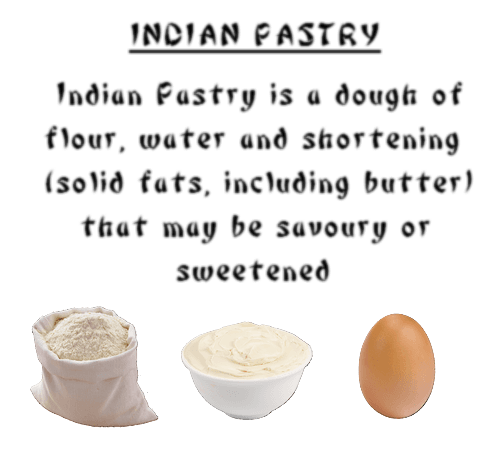 INDIAN PASTRY
Indian Pastry is a dough of
flour, water and shortening
(solid fats, including butter)
that may be savoury or
sweetened